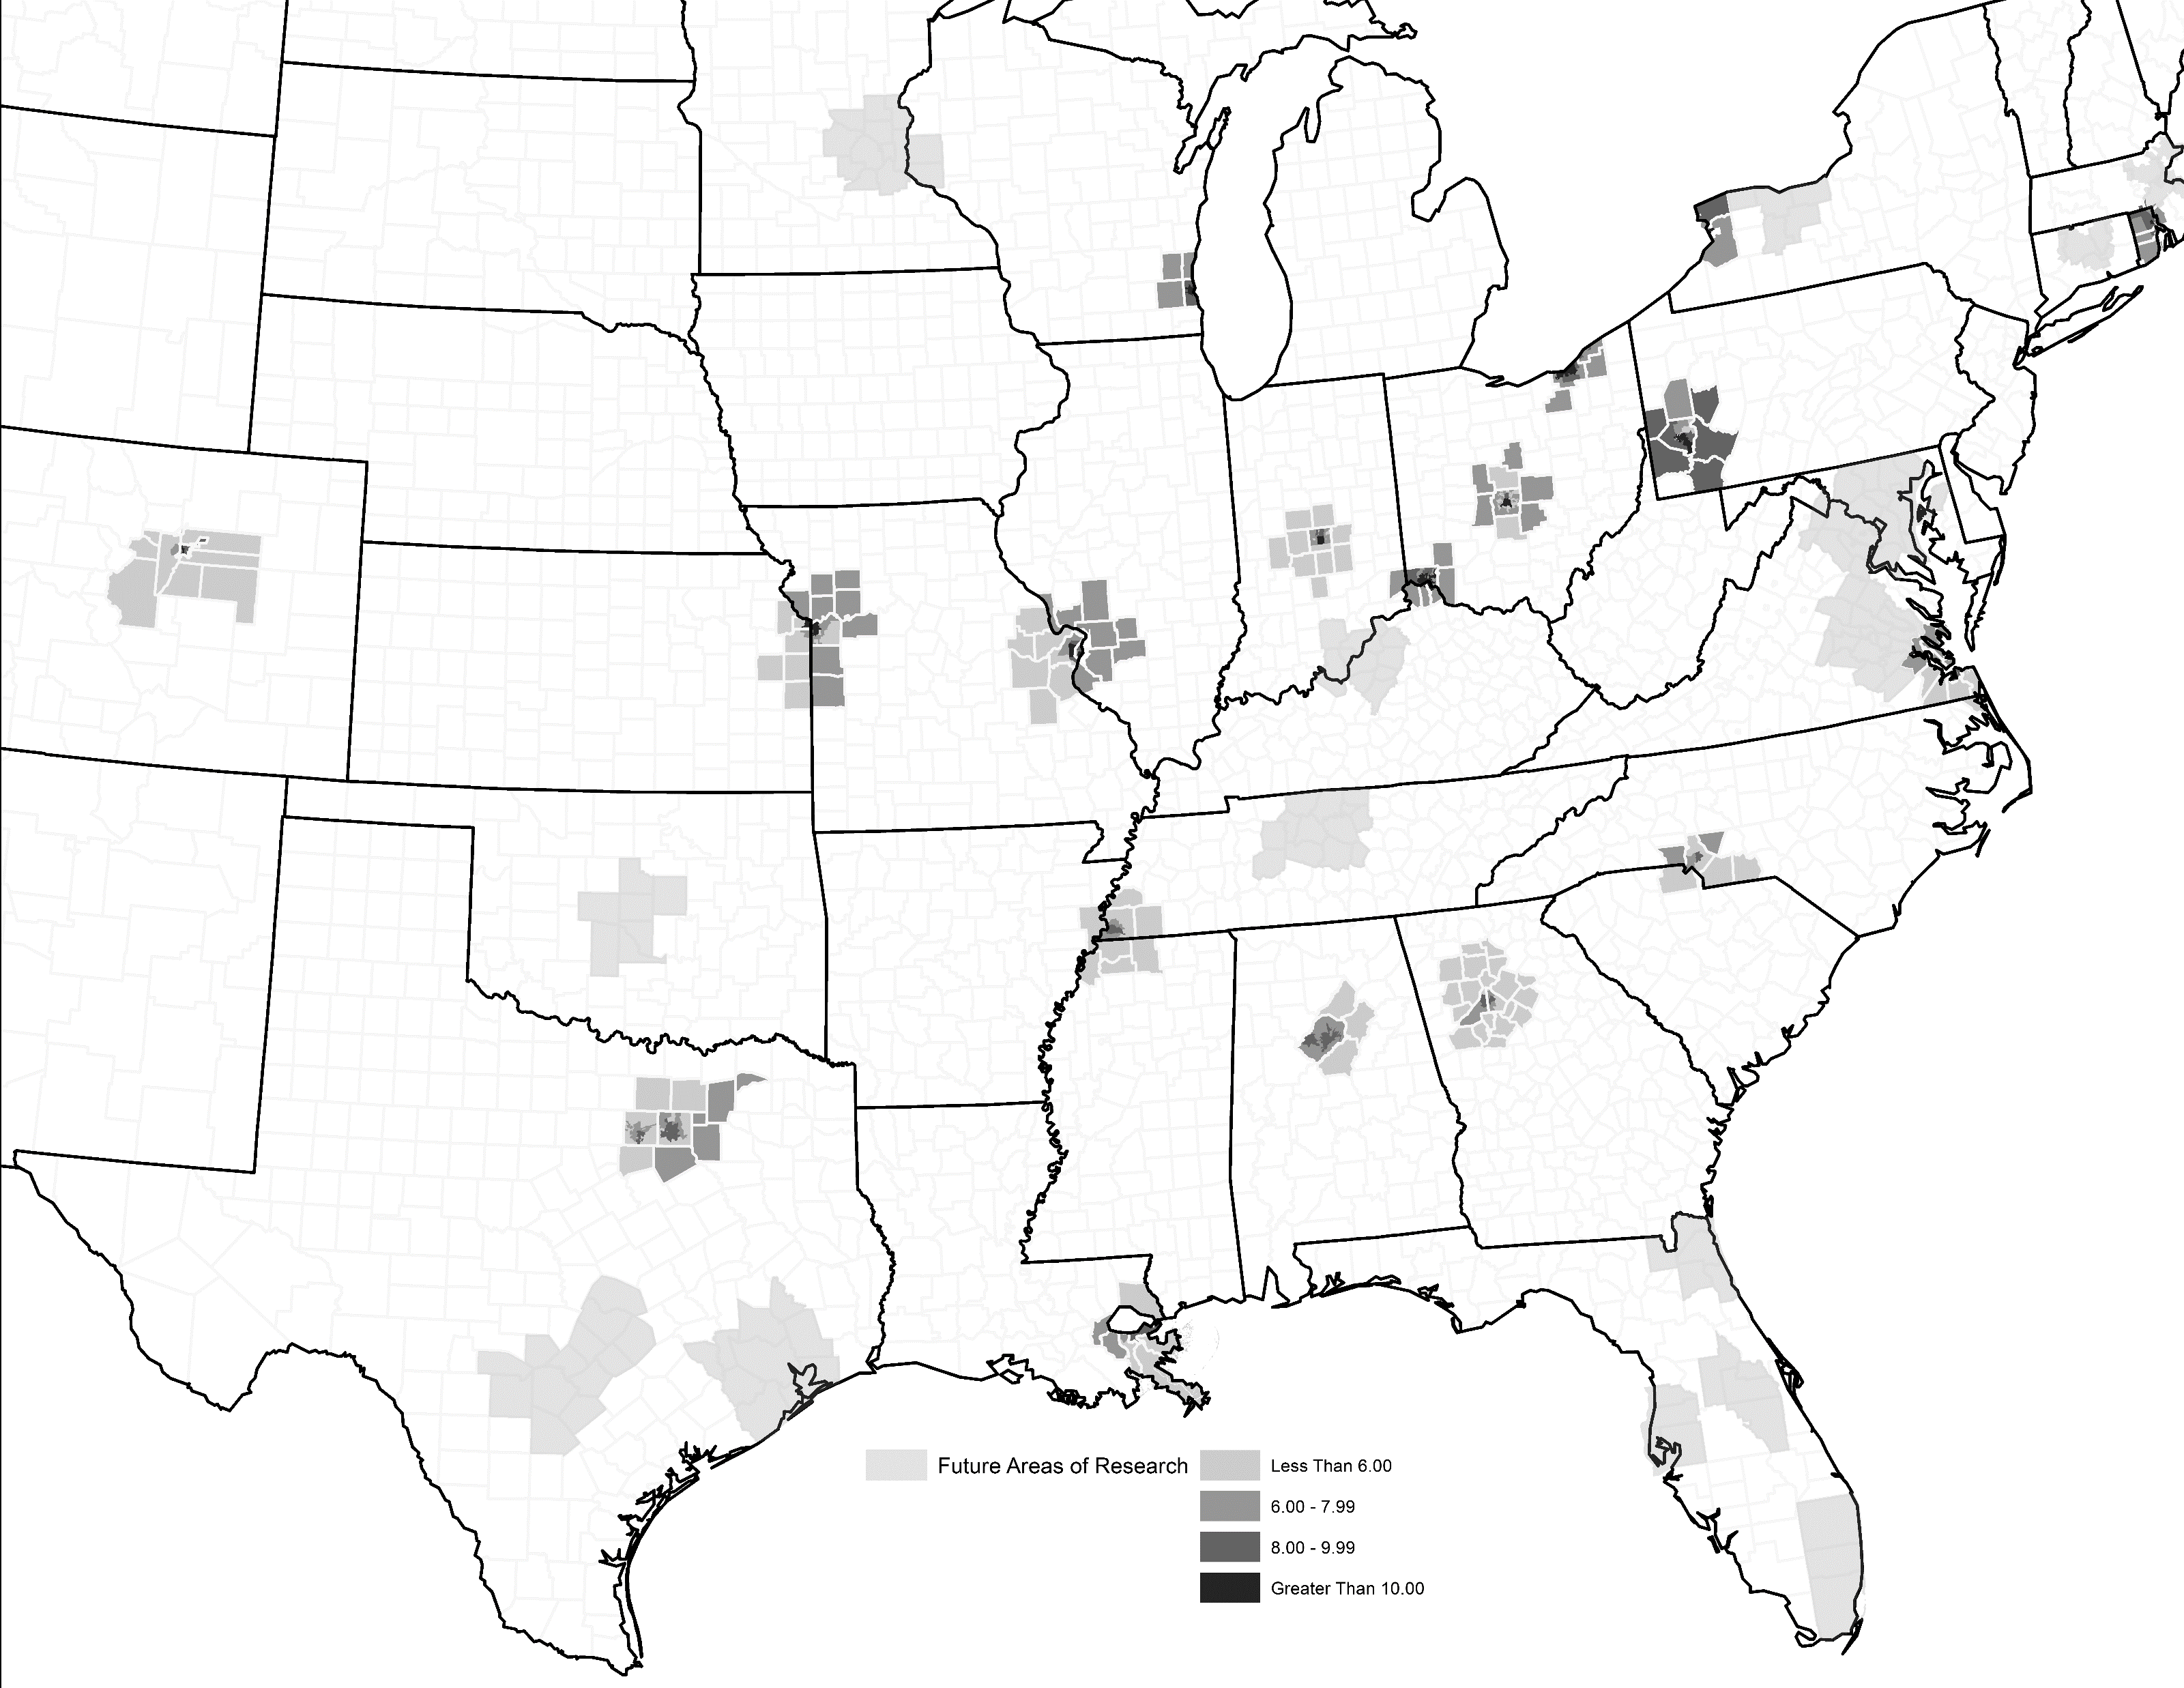 Future Areas of Research
Less Than 6.00
6.00 - 7.99
8.00 - 9.99
Greater Than 10.00